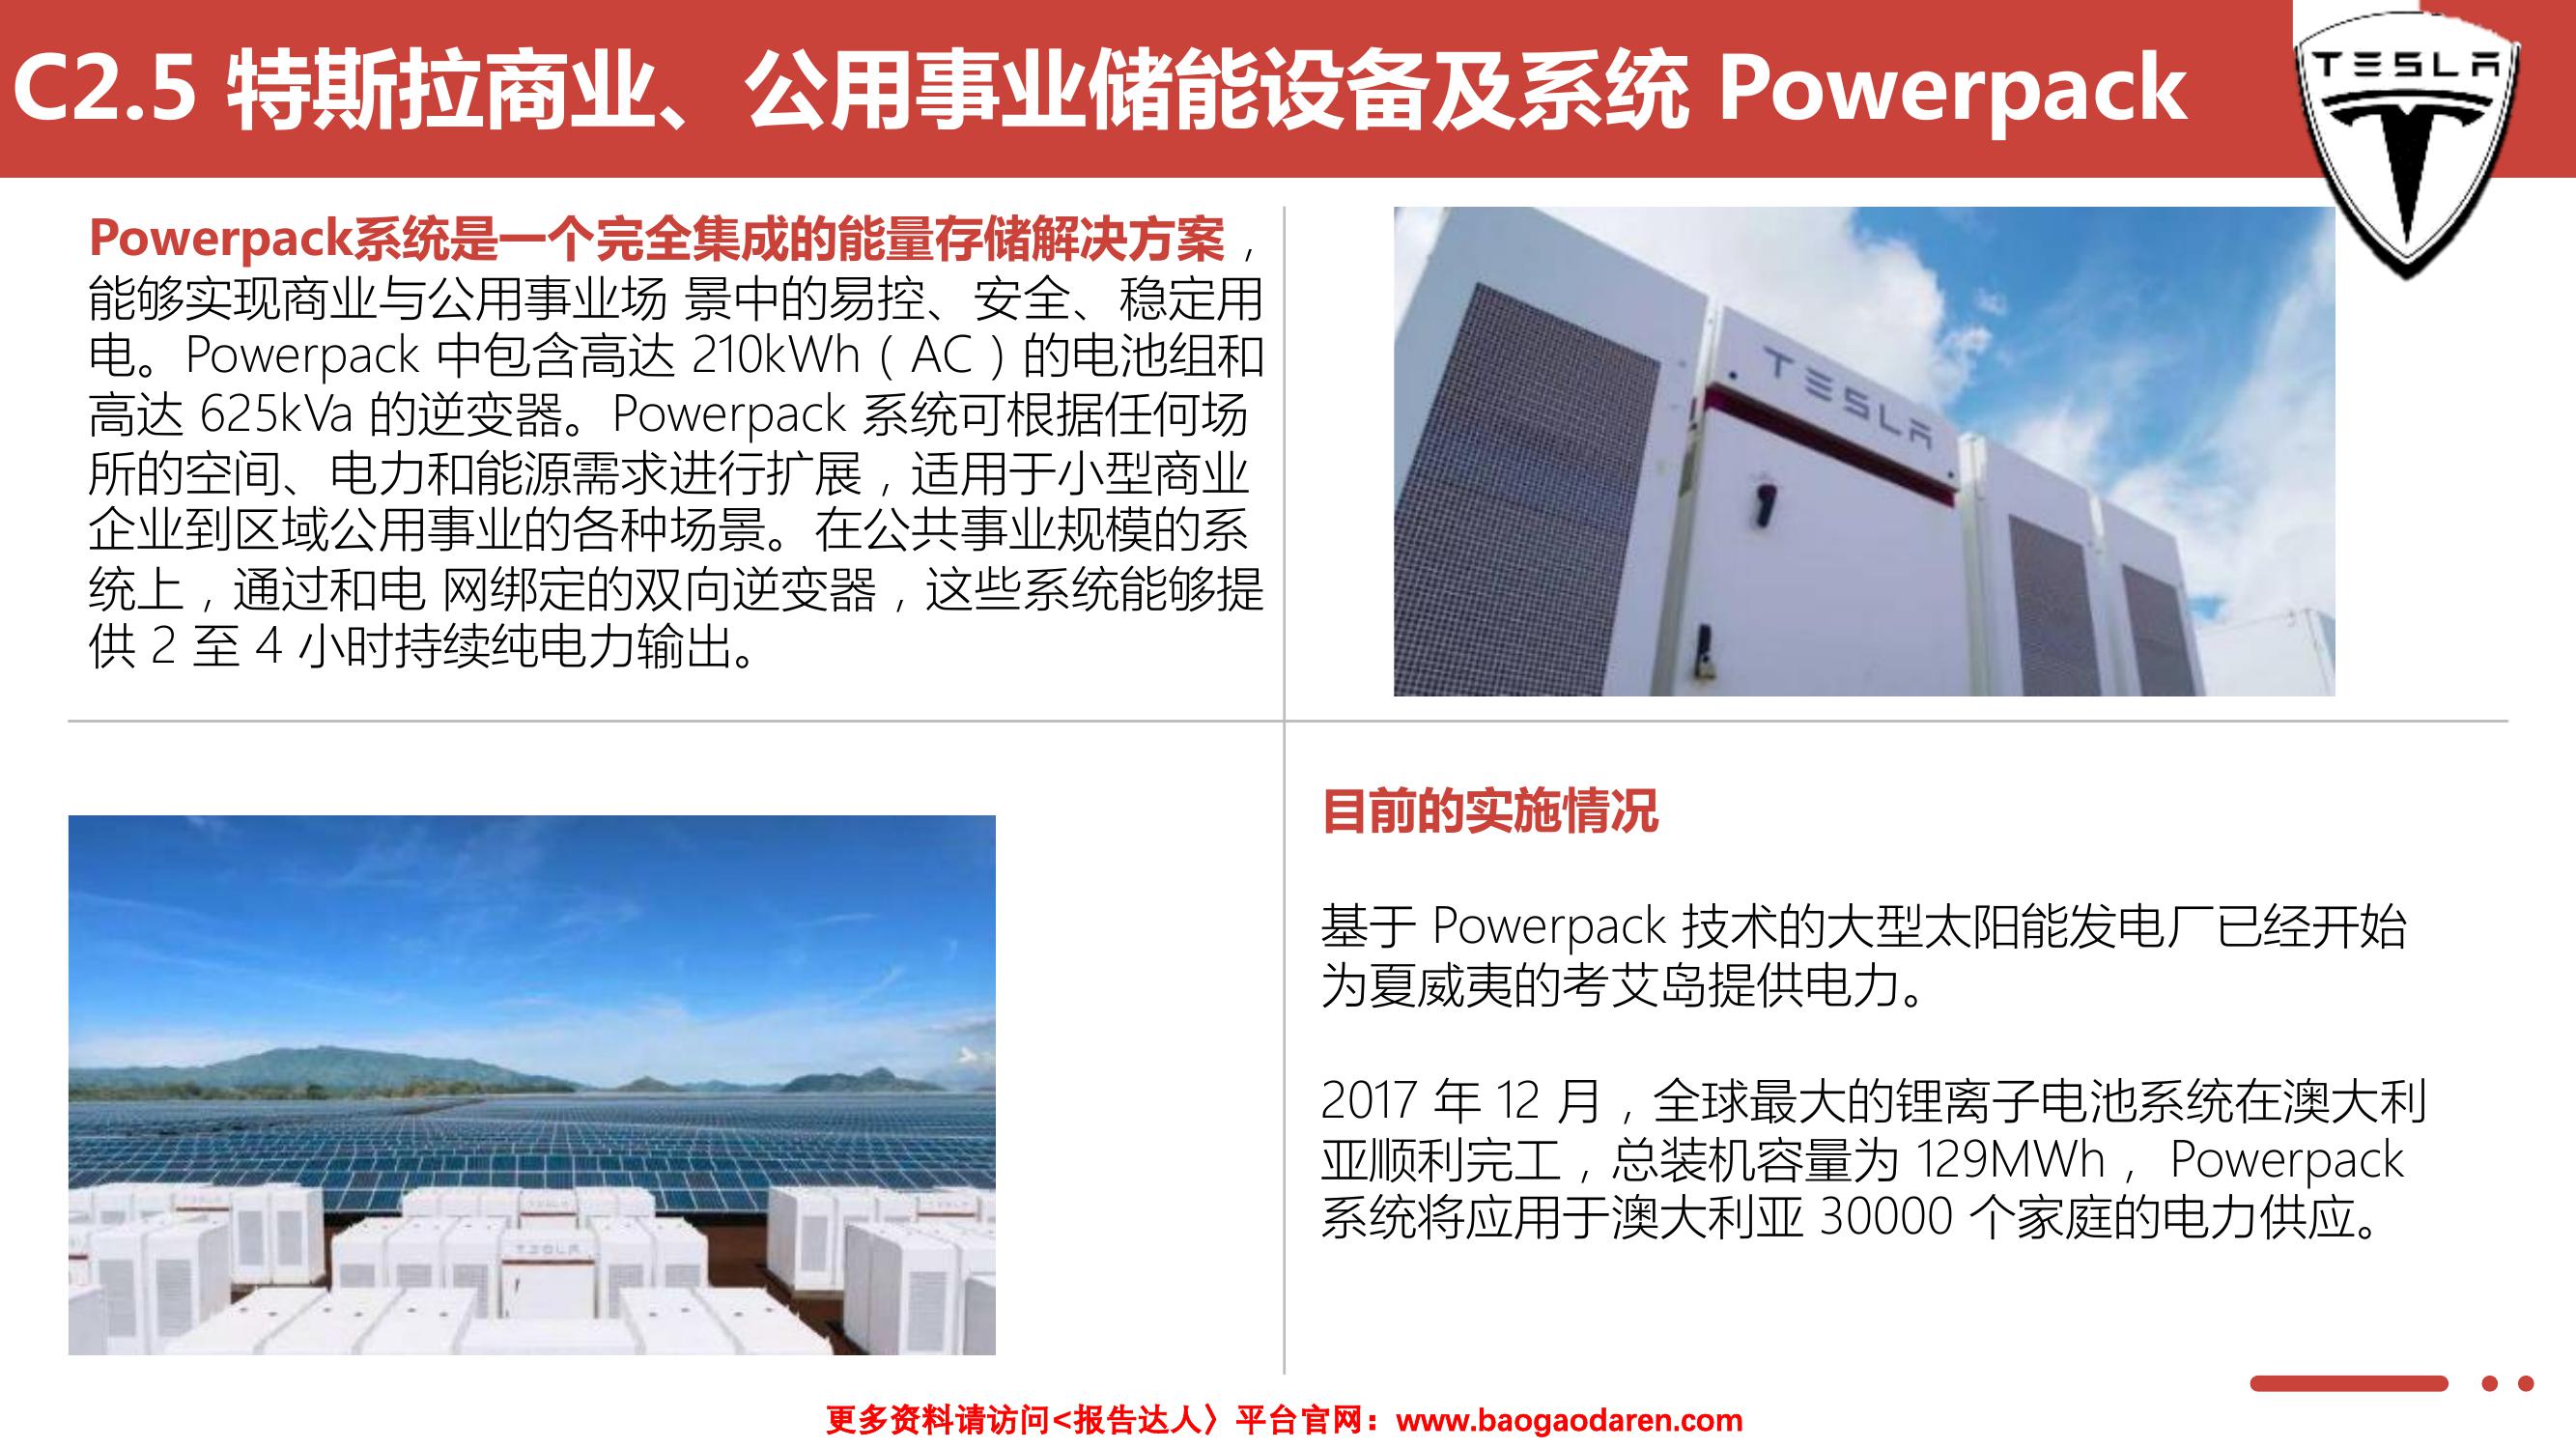 C2.5 特斯拉商业、公用事业储能设备及系统 Powerpack
TESLA
Powerpack系统是一个完全集成的能量存储解决方案，
能够实现商业与公用事业场 景中的易控、安全、稳定用
电。Powerpack 中包含高达 210kWh（AC）的电池组和
高达 625kVa 的逆变器。Powerpack 系统可根据任何场
所的空间、电力和能源需求进行扩展，适用于小型商业
企业到区域公用事业的各种场景。在公共事业规模的系
统上，通过和电 网绑定的双向逆变器，这些系统能够提
供 2 至 4 小时持续纯电力输出。
TESLA
TESLA
目前的实施情况
基于 Powerpack 技术的大型太阳能发电厂已经开始
为夏威夷的考艾岛提供电力。
2017 年 12 月，全球最大的锂离子电池系统在澳大利
亚顺利完工，总装机容量为 129MWh， Powerpack
系统将应用于澳大利亚 30000 个家庭的电力供应。
更多资料请访问<报告达人〉平台官网：www.baogaodaren.com